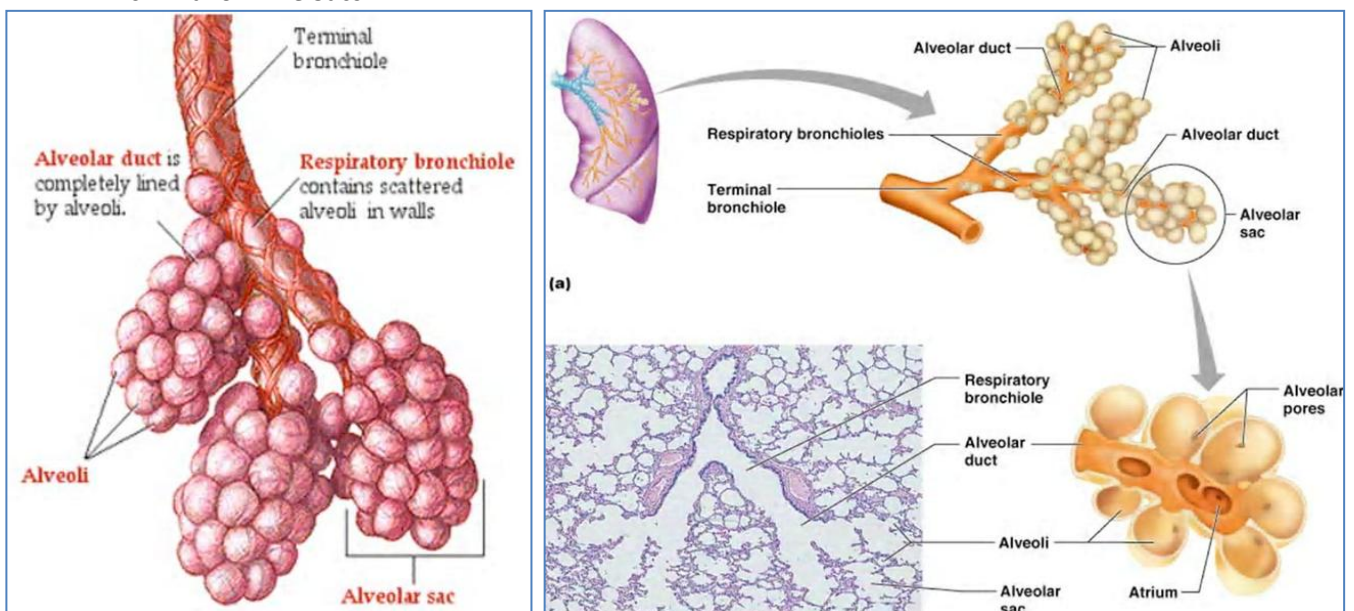 Terminal
bronchiole
Alveolar duct is
completely lined
by alveoli.
Respiratory bronchiole
contains scattered
alveoli in walls
Alveoli
Alveolar sac
Alveolar duct
Alveoli
Respiratory bronchioles
Alveolar duct
Terminal
bronchiole
Alveolar
sac
(a)
Respiratory
bronchiole
Alveolar
pores
Alveolar
duct
Alveoli
Atrium
Alveolar
sac